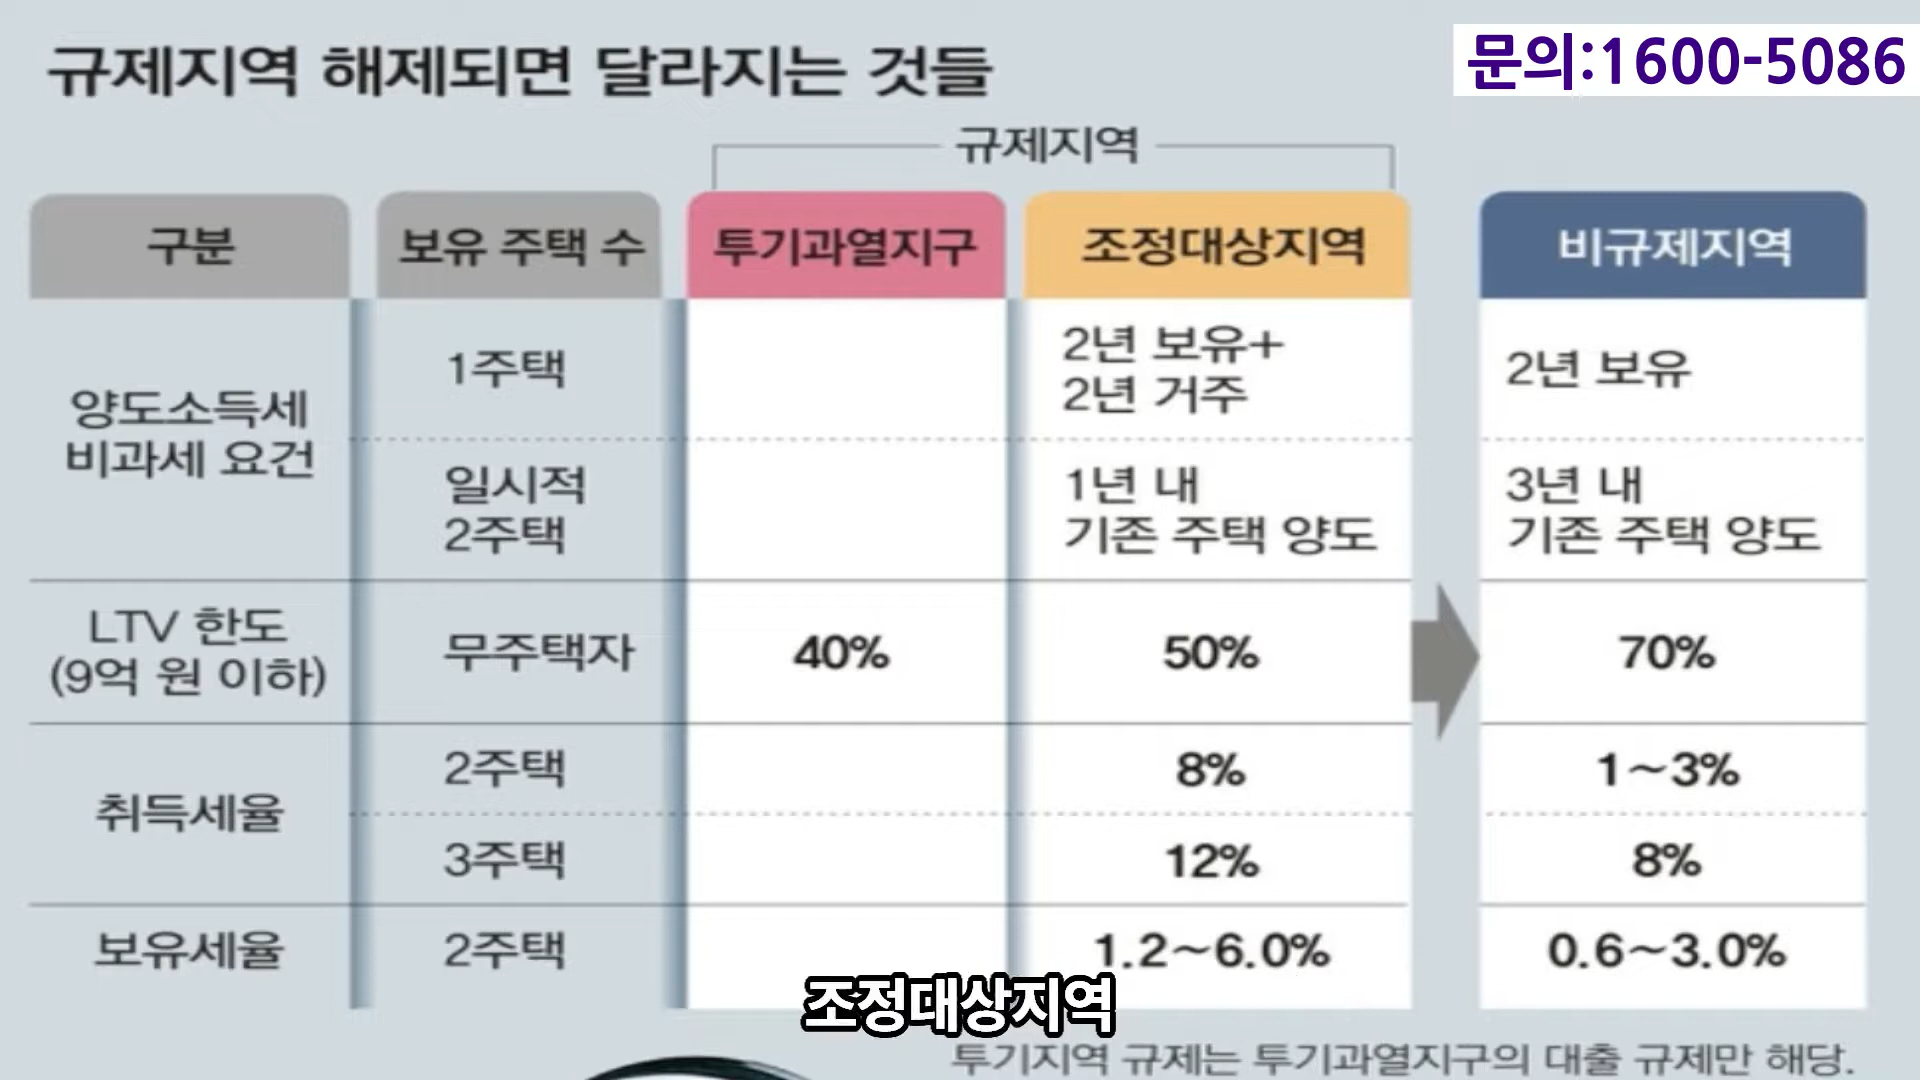 규제지역 해제되면 달라지는 것들
문의:1600-5086
규제지역
구분
보유 주택 수
투기과열지구
조정대상지역
비규제지역
양도소득세
비과세 요건
1주택
2년 보유+
2년 거주
2년 보유
일시적
2주택
1년 내
기존 주택 양도
3년 내
기존 주택 양도
LTV 한도
(9억 원 이하)
무주택자
40%
50%
70%
취득세율
2주택
8%
1~3%
3주택
12%
8%
보유세율
2주택
1.2~6.0%
0.6~3.0%
조정대상지역
투기지역 규제는 투기과열지구의 대출 규제만 해당.